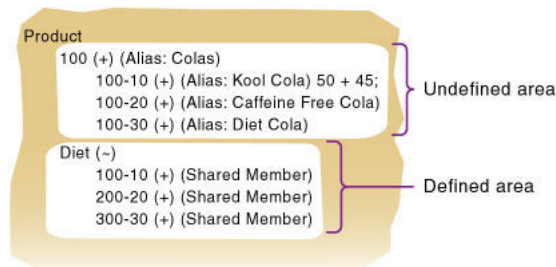 Product
100 (+) (Alias: Colas)
100-10 (+) (Alias: Kool Cola) 50 + 45;
100-20 (+) (Alias: Caffeine Free Cola)
100-30 (+) (Alias: Diet Cola)
Undefined area
Diet (~)
100-10 (+) (Shared Member)
200-20 (+) (Shared Member)
300-30 (+) (Shared Member)
Defined area